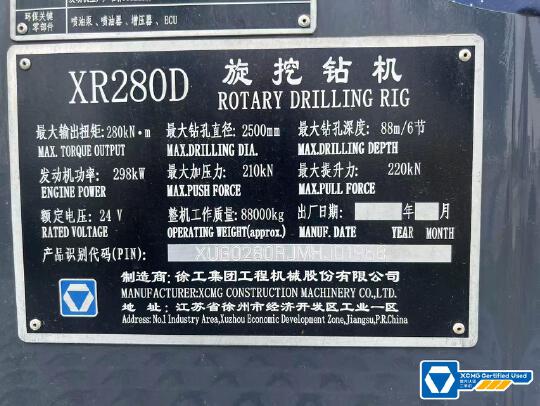 环保关键 喷油泵、喷油器、增压器、ECU
零部件
XR280D 旋挖钻机
ROTARY DRILLING RIG
最大输出扭矩: 280kN·m 最大钻孔直径: 2500mm 最大钻孔深度: 88m/6节
MAX. TORQUE OUTPUT MAX.DRILLING DIA. MAX.DRILLING DEPTH
发动机功率: 298kW 最大加压力: 210kN 最大提升力: 220kN
ENGINE POWER MAX.PUSH FORCE MAX.PULL FORCE
额定电压: 24 V 整机工作质量: 88000kg 出厂日期: 年 月
RATED VOLTAGE OPERATING WEIGHT(approx.) MANUF. DATE YEAR MONTH
产品识别代码(PIN):
制造商: 徐工集团工程机械股份有限公司
MANUFACTURER:XCMG CONSTRUCTION MACHINERY CO.,LTD.
地 址: 江苏省徐州市经济开发区工业一区
Address:No.1 Industry Area,Xuzhou Economic Development Zone,Jiangsu,P.R.China
XCMG Certified Used